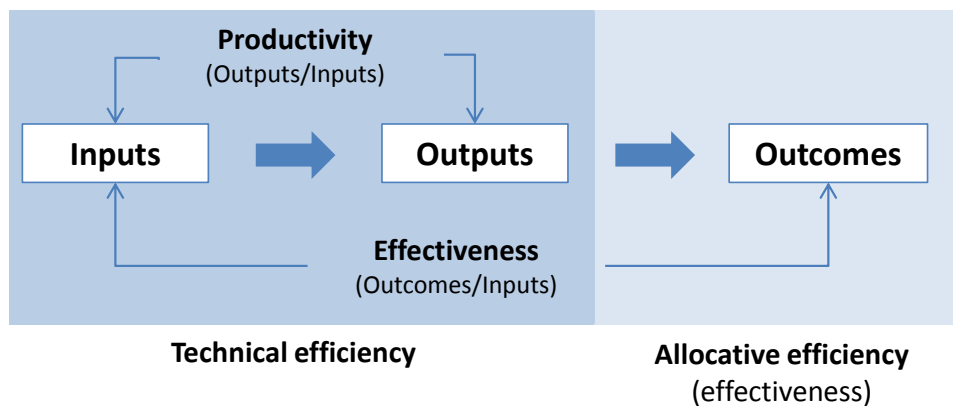 Productivity
(Outputs/Inputs)
Inputs
Outputs
Outcomes
Effectiveness
(Outcomes/Inputs)
Technical efficiency
Allocative efficiency
(effectiveness)